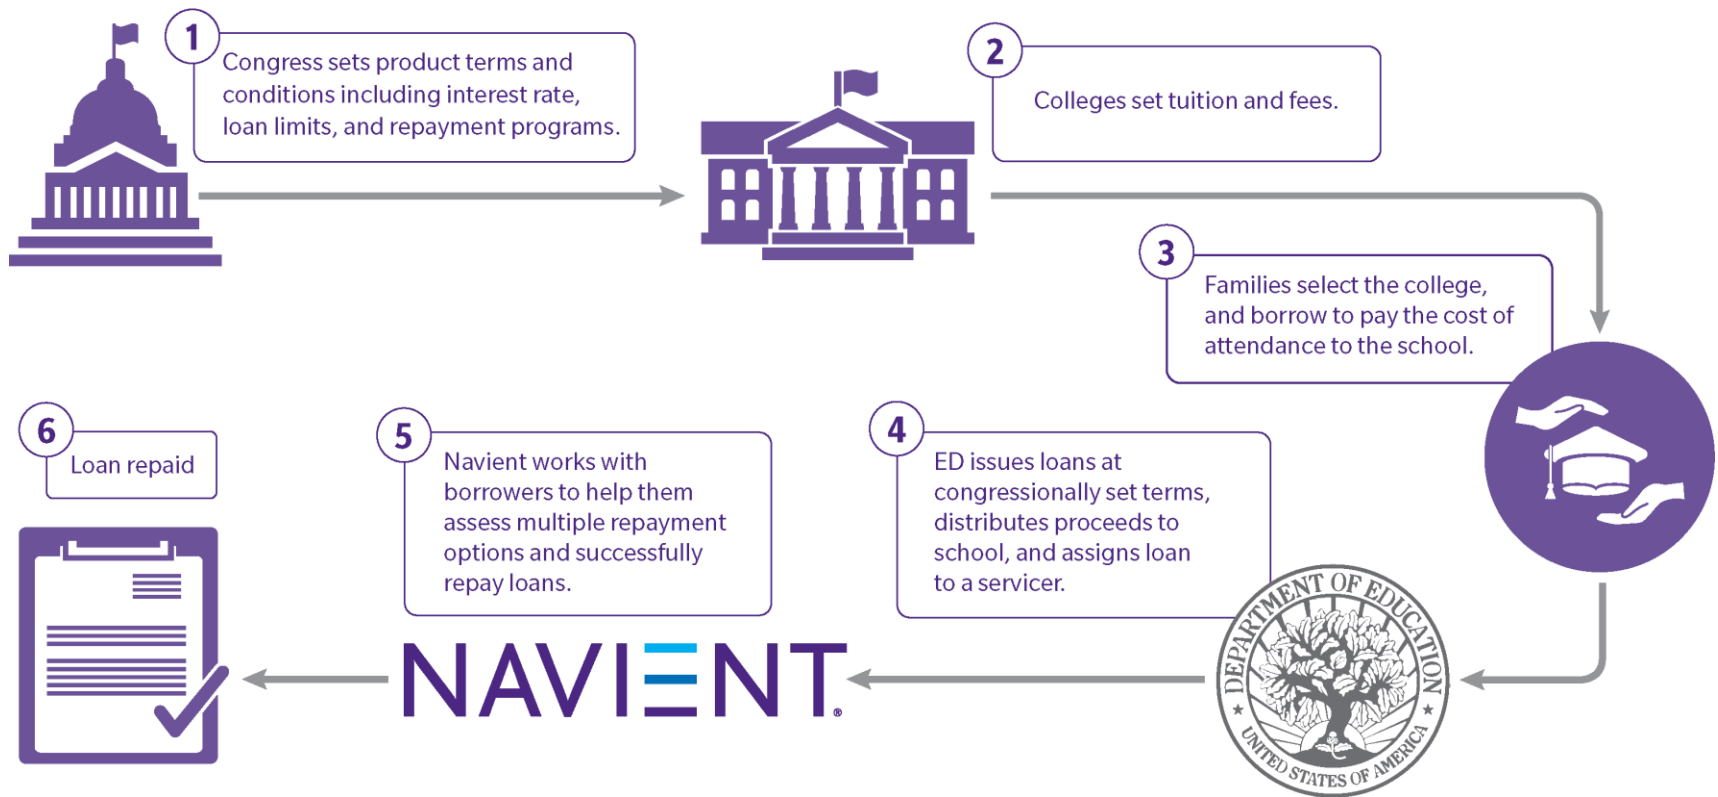 1
Congress sets product terms and
conditions including interest rate,
loan limits, and repayment programs.
2
Colleges set tuition and fees.
3
Families select the college,
and borrow to pay the cost of
attendance to the school.
4
ED issues loans at
congressionally set terms,
distributes proceeds to
school, and assigns loan
to a servicer.
DEPARTMENT OF EDUCATION
UNITED STATES OF AMERICA
5
Navient works with
borrowers to help them
assess multiple repayment
options and successfully
repay loans.
NAVIENT®
6
Loan repaid